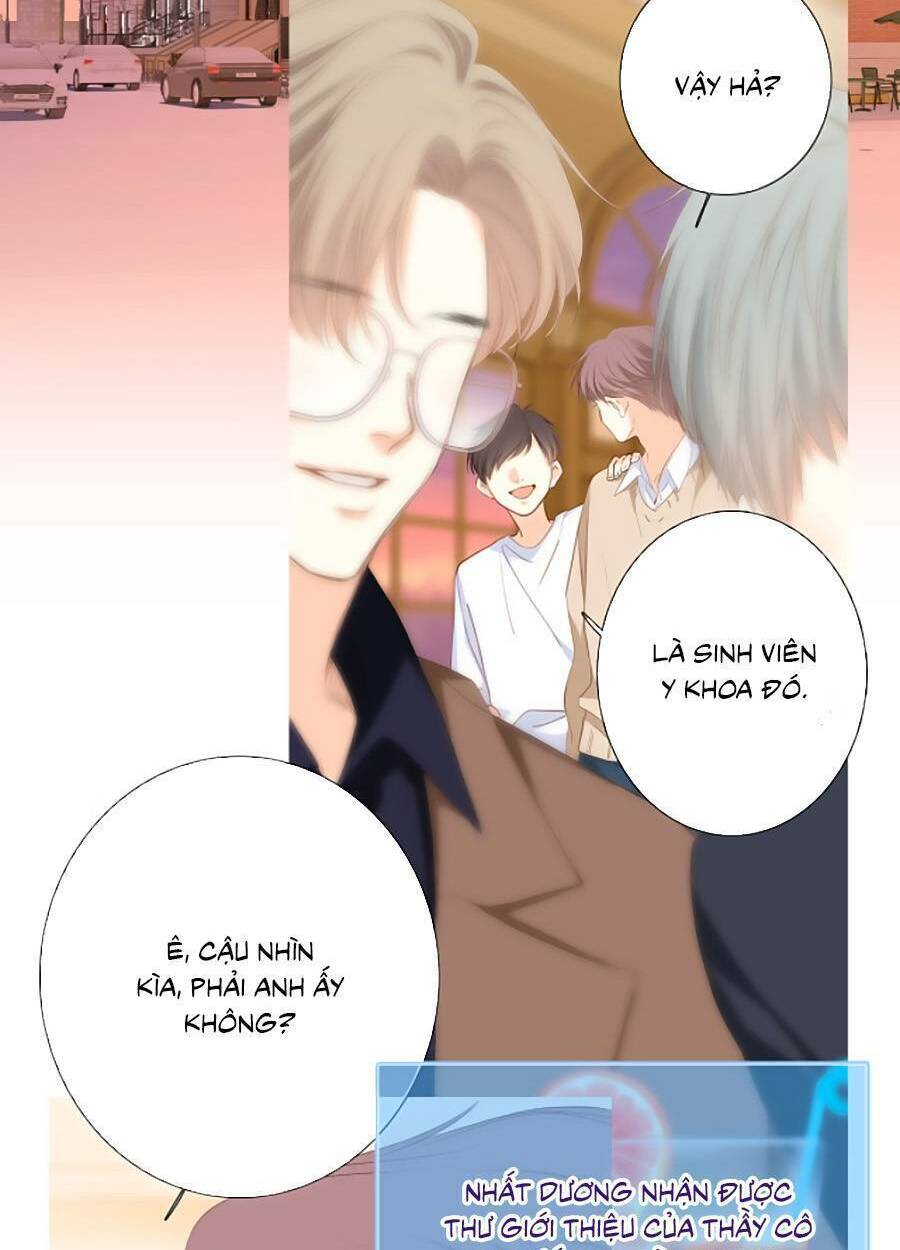 VẬY HẢ?
LÀ SINH VIÊN
Y KHOA ĐÓ.
Ê, CẬU NHÌN
KÌA, PHẢI ANH ẤY
KHÔNG?
NHẤT DƯƠNG NHẬN ĐƯỢC
THƯ GIỚI THIỆU CỦA THẦY CÔ